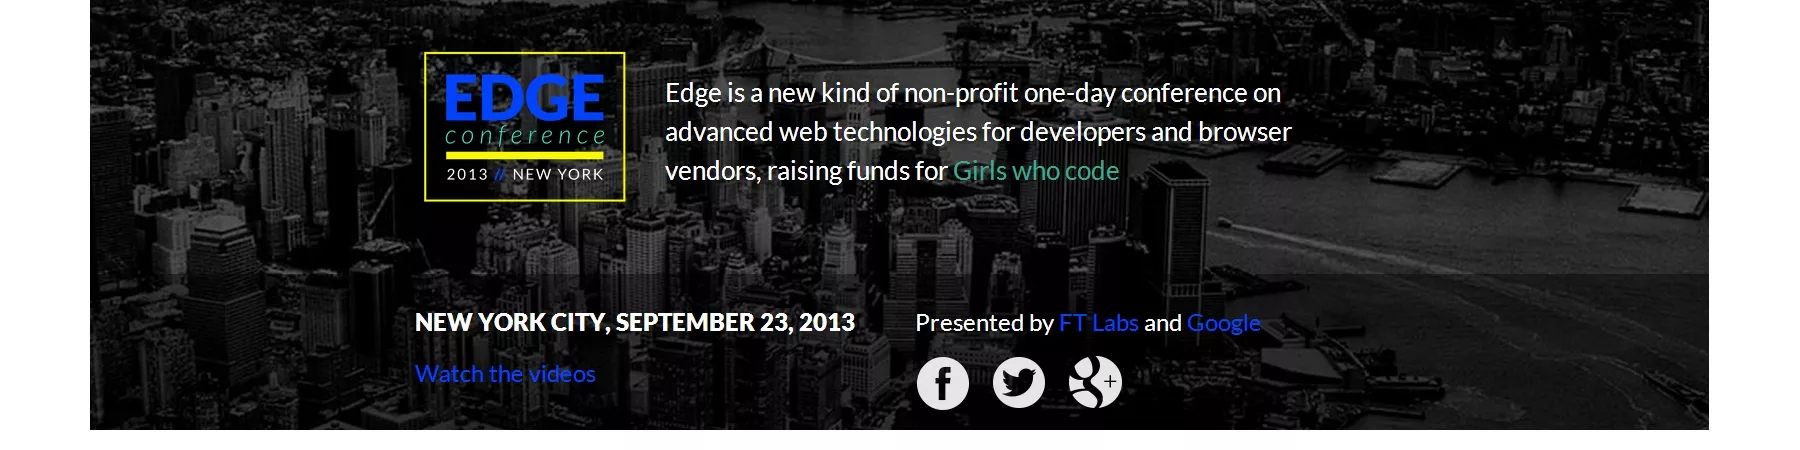 EDGE
conference
2013 // NEW YORK
Edge is a new kind of non-profit one-day conference on
advanced web technologies for developers and browser
vendors, raising funds for Girls who code
NEW YORK CITY, SEPTEMBER 23, 2013
Watch the videos
Presented by FT Labs and Google